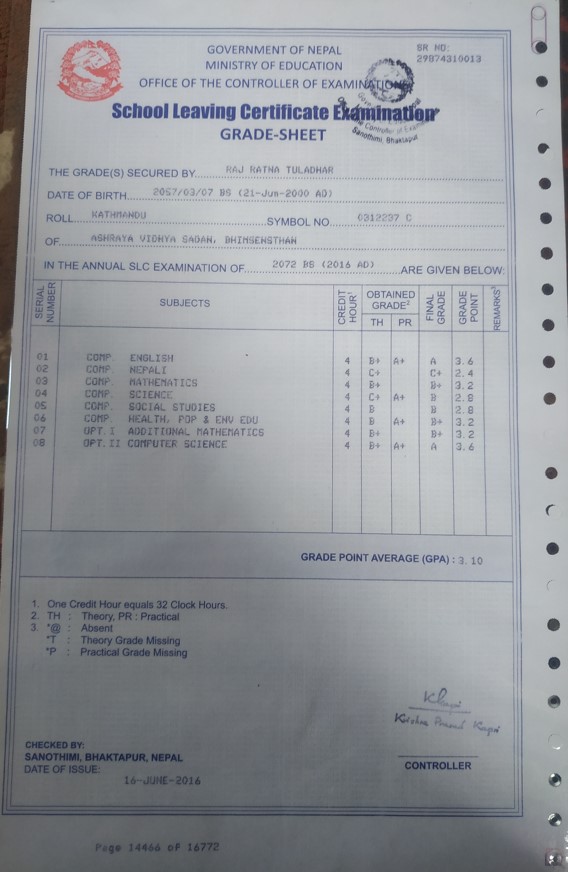 GOVERNMENT OF NEPAL
MINISTRY OF EDUCATION
OFFICE OF THE CONTROLLER OF EXAMINATIONS
SR NO:
29874310013
School Leaving Certificate Examination
GRADE-SHEET
Sanothimi, Bhaktapur
THE GRADE(S) SECURED BY RAJ RATNA TULADHAR
DATE OF BIRTH 2057/03/07 BS (21-Jun-2000 AD)
ROLL KATHMANDU SYMBOL NO. 0313237 C
OF ASHRAYA VIDHYA SADAN, BHIMSENSTHAN
IN THE ANNUAL SLC EXAMINATION OF 2072 BS (2016 AD) ARE GIVEN BELOW:
SERIAL NUMBER SUBJECTS CREDIT HOUR1 OBTAINED GRADE2 FINAL GRADE GRADE POINT REMARKS3
TH PR
01 COMP. ENGLISH 4 B+ A+ A 3.6
02 COMP. NEPALI 4 C+ C+ 2.4
03 COMP. MATHEMATICS 4 B+ B+ 3.2
04 COMP. SCIENCE 4 C+ A+ B 2.8
05 COMP. SOCIAL STUDIES 4 B B 2.8
06 COMP. HEALTH, POP & ENV EDU 4 B A+ B+ 3.2
07 OPT.I ADDITIONAL MATHEMATICS 4 B+ B+ 3.2
08 OPT.II COMPUTER SCIENCE 4 B+ A+ A 3.6
GRADE POINT AVERAGE (GPA) : 3.10
1. One Credit Hour equals 32 Clock Hours.
2. TH : Theory, PR : Practical
3. *@ : Absent
*T : Theory Grade Missing
*P : Practical Grade Missing
CHECKED BY:
SANOTHIMI, BHAKTAPUR, NEPAL
DATE OF ISSUE:
16-JUNE-2016
CONTROLLER
Page 14466 of 16772